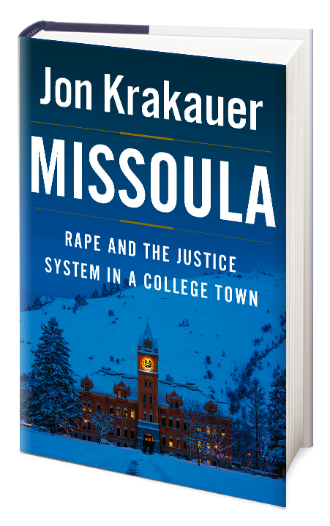 Jon Krakauer
MISSOULA
RAPE AND THE JUSTICE
SYSTEM IN A COLLEGE TOWN